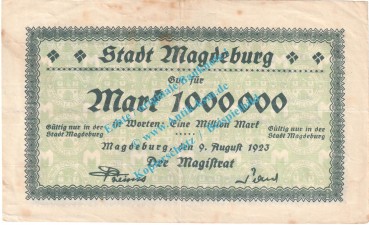 Stadt Magdeburg
Gut für
Mark 1000000
in Worten: Eine Million Mark
Gültig nur in der
Stadt Magdeburg
Gültig nur in der
Stadt Magdeburg
Magdeburg, den 9. August 1923
Der Magistrat